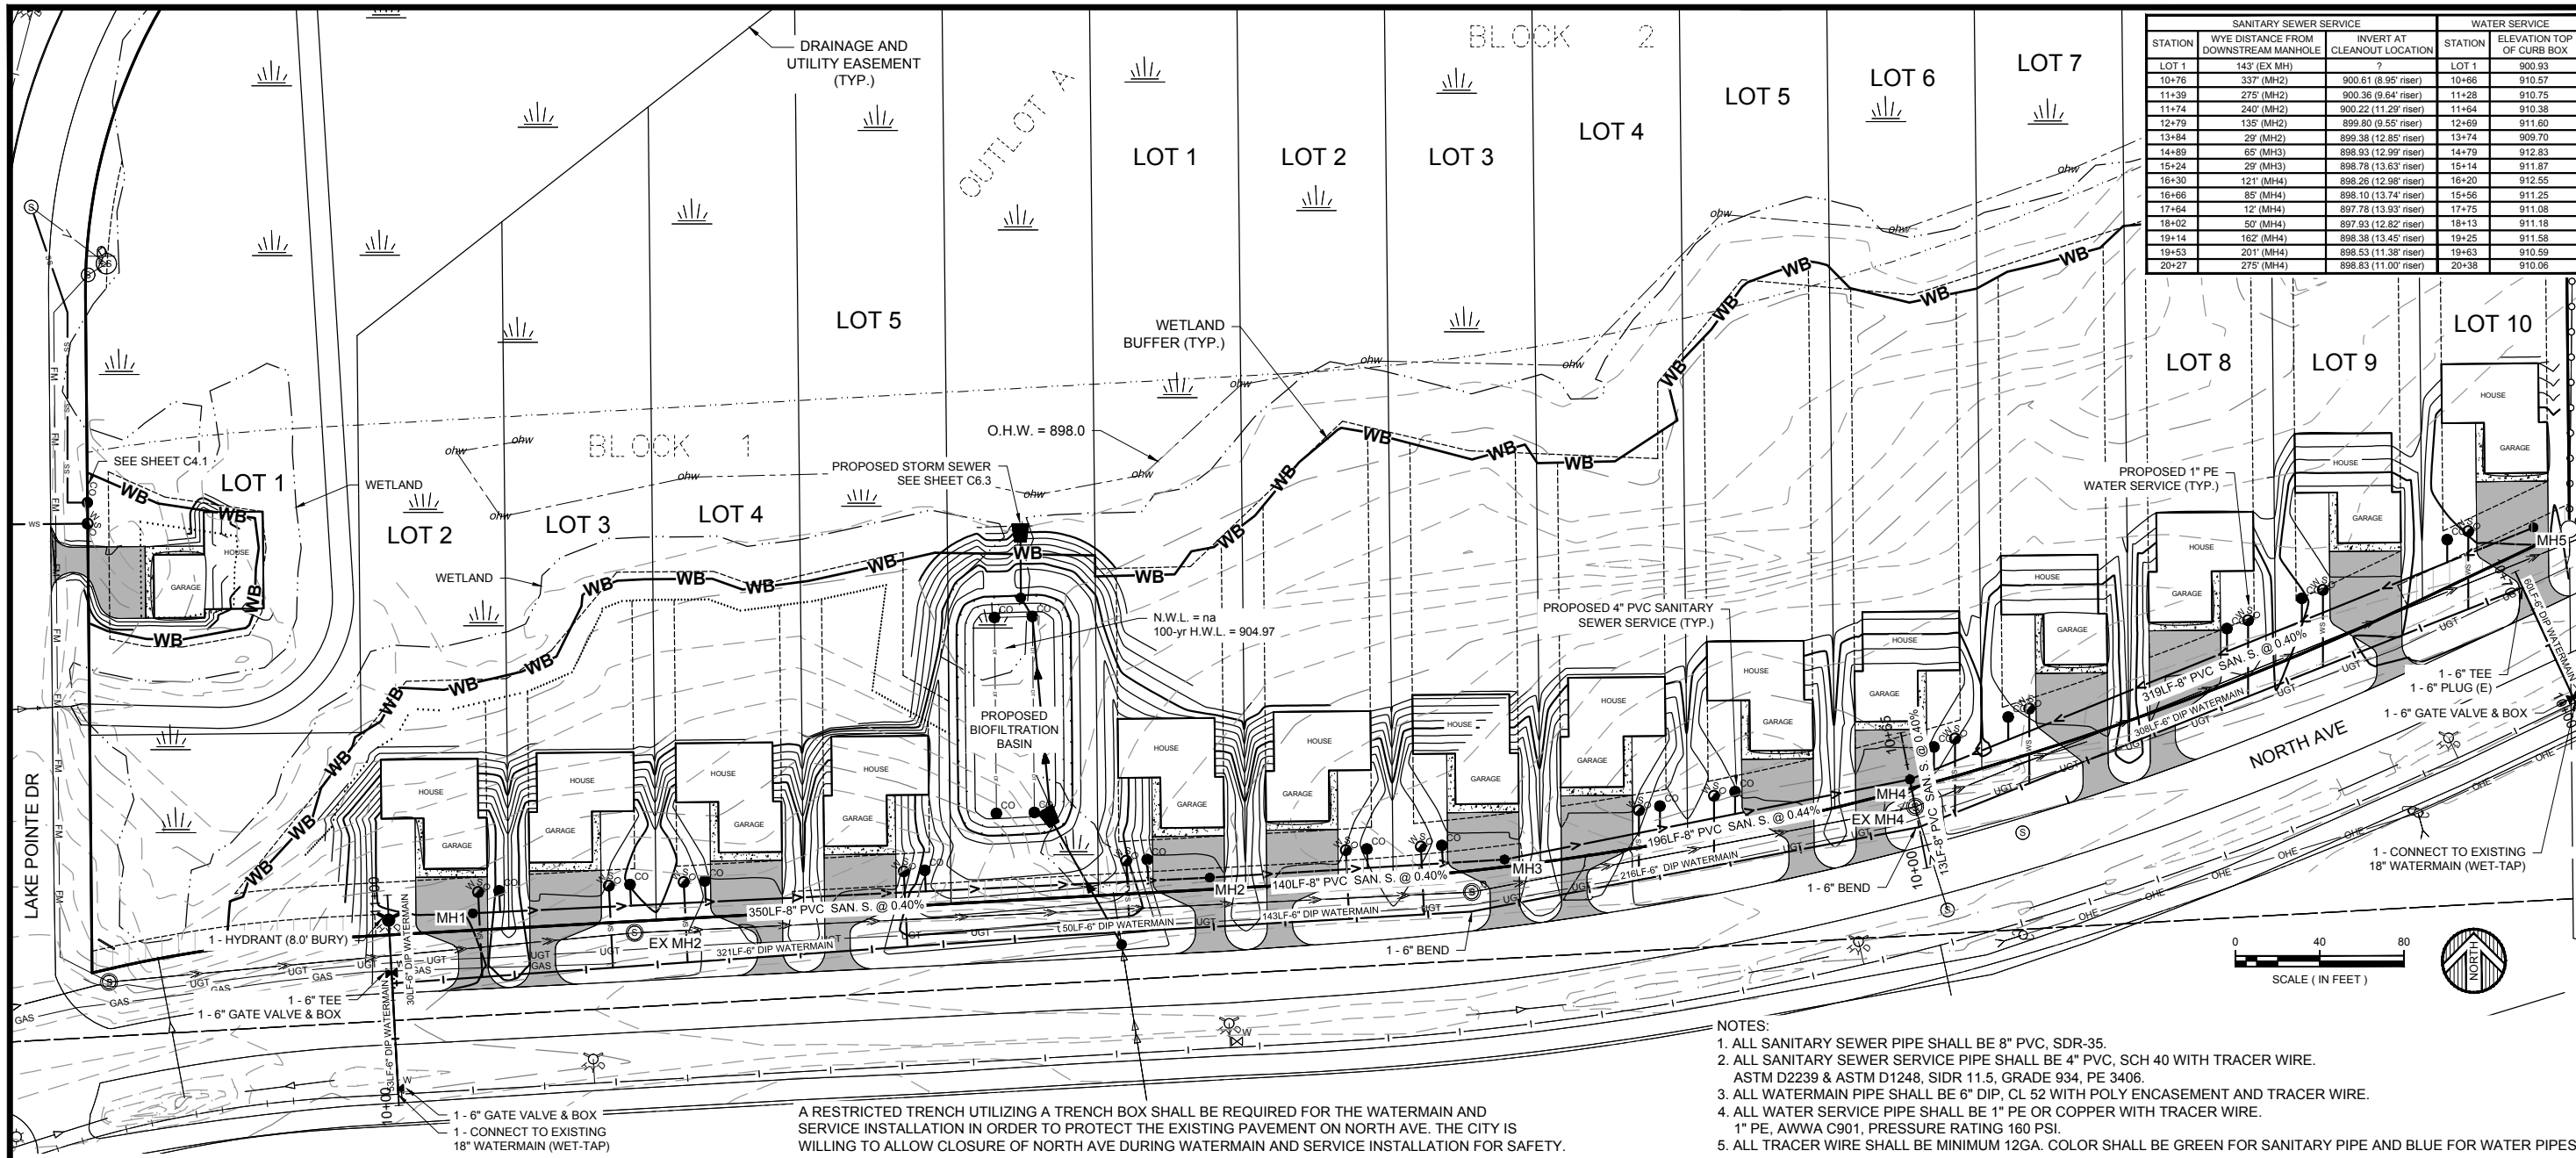 DRAINAGE AND
UTILITY EASEMENT
(TYP.)
BLOCK 2
OUTLOT A
LOT 1
LOT 2
LOT 3
LOT 4
LOT 5
LOT 6
LOT 7
SANITARY SEWER SERVICE WATER SERVICE
STATION WYE DISTANCE FROM DOWNSTREAM MANHOLE INVERT AT CLEANOUT LOCATION STATION ELEVATION TOP OF CURB BOX
LOT 1 143' (EX MH) ? LOT 1 900.93
10+76 337' (MH2) 900.61 (8.95' riser) 10+66 910.57
11+39 275' (MH2) 900.36 (9.64' riser) 11+28 910.75
11+74 240' (MH2) 900.22 (11.29' riser) 11+64 910.38
12+79 135' (MH2) 899.80 (9.55' riser) 12+69 911.60
13+84 29' (MH2) 899.38 (12.85' riser) 13+74 909.70
14+89 65' (MH3) 898.93 (12.99' riser) 14+79 912.83
15+24 29' (MH3) 898.78 (13.63' riser) 15+14 911.87
16+30 121' (MH4) 898.26 (12.98' riser) 16+20 912.55
16+66 85' (MH4) 898.10 (13.74' riser) 15+56 911.25
17+64 12' (MH4) 897.78 (13.93' riser) 17+75 911.08
18+02 50' (MH4) 897.93 (12.82' riser) 18+13 911.18
19+14 162' (MH4) 898.38 (13.45' riser) 19+25 911.58
19+53 201' (MH4) 898.53 (11.38' riser) 19+63 910.59
20+27 275' (MH4) 898.83 (11.00' riser) 20+38 910.06
LOT 5
WETLAND
BUFFER (TYP.)
LOT 8
LOT 9
LOT 10
O.H.W. = 898.0
BLOCK 1
SEE SHEET C4.1
LOT 1
WETLAND
PROPOSED STORM SEWER
SEE SHEET C6.3
LOT 2
LOT 3
LOT 4
WETLAND
PROPOSED 1" PE
WATER SERVICE (TYP.)
HOUSE
GARAGE
N.W.L. = na
100-yr H.W.L. = 904.97
PROPOSED 4" PVC SANITARY
SEWER SERVICE (TYP.)
PROPOSED
BIOFILTRATION
BASIN
MH5
60LF-6" DIP WATERMAIN
319LF-8" PVC SAN. S. @ 0.40%
308LF-6" DIP WATERMAIN
1 - 6" TEE
1 - 6" PLUG (E)
1 - 6" GATE VALVE & BOX
NORTH AVE
LAKE POINTE DR
MH1
350LF-8" PVC SAN. S. @ 0.40%
MH2
140LF-8" PVC SAN. S. @ 0.40%
MH3
196LF-8" PVC SAN. S. @ 0.44%
MH4
EX MH4
10+35
10+00
13LF-8" PVC SAN. S. @ 0.40%
1 - HYDRANT (8.0' BURY)
11+00
30LF-6" DIP WATERMAIN
EX MH2
321LF-6" DIP WATERMAIN
50LF-6" DIP WATERMAIN
143LF-6" DIP WATERMAIN
216LF-6" DIP WATERMAIN
1 - 6" BEND
1 - 6" BEND
1 - CONNECT TO EXISTING
18" WATERMAIN (WET-TAP)
1 - 6" TEE
1 - 6" GATE VALVE & BOX
10+00
53LF-6" DIP WATERMAIN
1 - 6" GATE VALVE & BOX
1 - CONNECT TO EXISTING
18" WATERMAIN (WET-TAP)
0 40 80
SCALE ( IN FEET )
NORTH
A RESTRICTED TRENCH UTILIZING A TRENCH BOX SHALL BE REQUIRED FOR THE WATERMAIN AND
SERVICE INSTALLATION IN ORDER TO PROTECT THE EXISTING PAVEMENT ON NORTH AVE. THE CITY IS
WILLING TO ALLOW CLOSURE OF NORTH AVE DURING WATERMAIN AND SERVICE INSTALLATION FOR SAFETY.
NOTES:
1. ALL SANITARY SEWER PIPE SHALL BE 8" PVC, SDR-35.
2. ALL SANITARY SEWER SERVICE PIPE SHALL BE 4" PVC, SCH 40 WITH TRACER WIRE.
ASTM D2239 & ASTM D1248, SIDR 11.5, GRADE 934, PE 3406.
3. ALL WATERMAIN PIPE SHALL BE 6" DIP, CL 52 WITH POLY ENCASEMENT AND TRACER WIRE.
4. ALL WATER SERVICE PIPE SHALL BE 1" PE OR COPPER WITH TRACER WIRE.
1" PE, AWWA C901, PRESSURE RATING 160 PSI.
5. ALL TRACER WIRE SHALL BE MINIMUM 12GA. COLOR SHALL BE GREEN FOR SANITARY PIPE AND BLUE FOR WATER PIPES